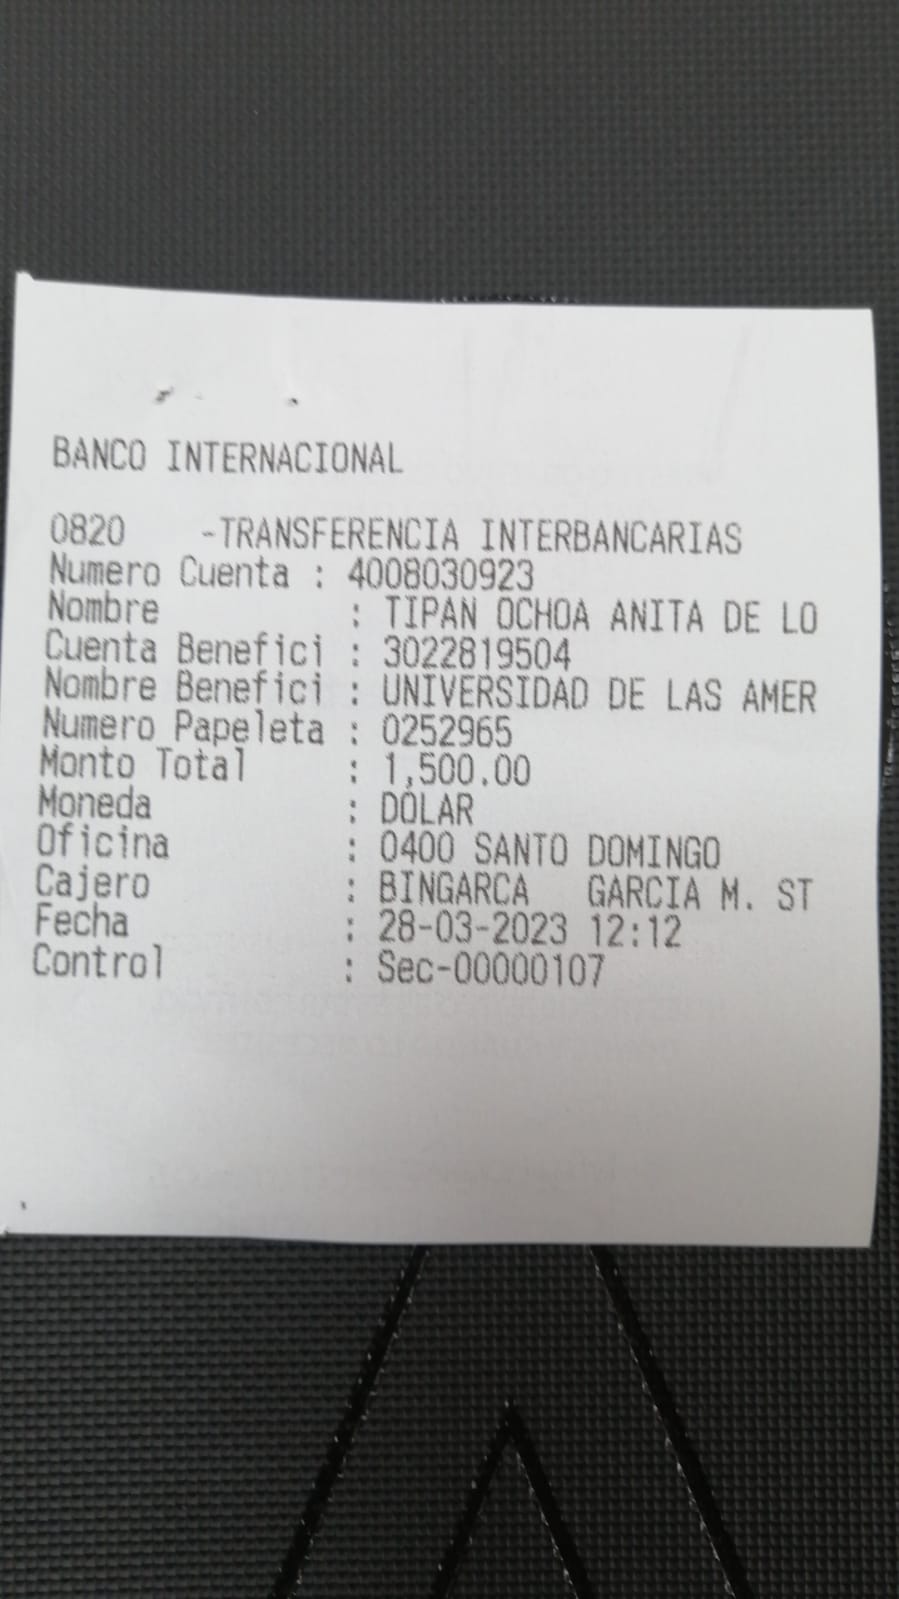 BANCO INTERNACIONAL
0820 -TRANSFERENCIA INTERBANCARIAS
Numero Cuenta : 4008030923
Nombre : TIPAN OCHOA ANITA DE LO
Cuenta Benefici : 3022819504
Nombre Benefici : UNIVERSIDAD DE LAS AMER
Numero Papeleta : 0252965
Monto Total : 1,500.00
Moneda : DOLAR
Oficina : 0400 SANTO DOMINGO
Cajero : BINGARCA GARCIA M. ST
Fecha : 28-03-2023 12:12
Control : Sec-00000107